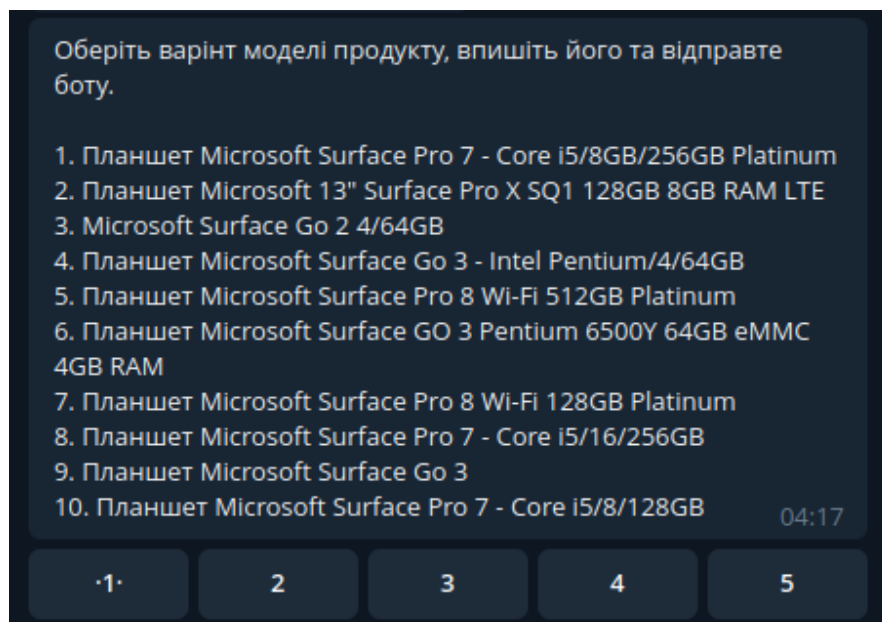 Оберіть варінт моделі продукту, впишіть його та відправте
боту.
1. Планшет Microsoft Surface Pro 7 - Core i5/8GB/256GB Platinum
2. Планшет Microsoft 13" Surface Pro X SQ1 128GB 8GB RAM LTE
3. Microsoft Surface Go 2 4/64GB
4. Планшет Microsoft Surface Go 3 - Intel Pentium/4/64GB
5. Планшет Microsoft Surface Pro 8 Wi-Fi 512GB Platinum
6. Планшет Microsoft Surface GO 3 Pentium 6500Y 64GB eMMC
4GB RAM
7. Планшет Microsoft Surface Pro 8 Wi-Fi 128GB Platinum
8. Планшет Microsoft Surface Pro 7 - Core i5/16/256GB
9. Планшет Microsoft Surface Go 3
10. Планшет Microsoft Surface Pro 7 - Core i5/8/128GB
04:17
·1· 2 3 4 5